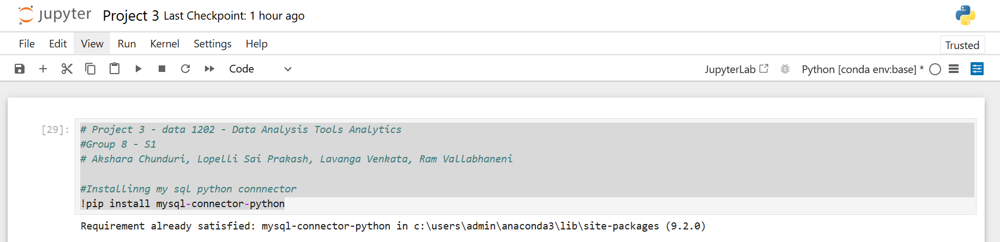 jupyter Project 3 Last Checkpoint: 1 hour ago
File Edit View Run Kernel Settings Help Trusted
Code JupyterLab Python [conda env:base] *
[29]: # Project 3 - data 1202 - Data Analysis Tools Analytics
#Group 8 - S1
# Akshara Chunduri, Lopelli Sai Prakash, Lavanga Venkata, Ram Vallabhaneni
#Installinng my sql python connnector
!pip install mysql-connector-python
Requirement already satisfied: mysql-connector-python in c:\users\admin\anaconda3\lib\site-packages (9.2.0)